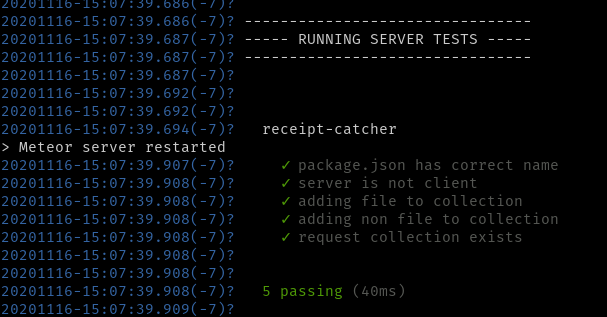 20201116-15:07:39.686(-7)?
20201116-15:07:39.686(-7)? --------------------------------
20201116-15:07:39.687(-7)? ----- RUNNING SERVER TESTS -----
20201116-15:07:39.687(-7)? --------------------------------
20201116-15:07:39.687(-7)?
20201116-15:07:39.692(-7)?
20201116-15:07:39.692(-7)?
20201116-15:07:39.694(-7)?   receipt-catcher
> Meteor server restarted
20201116-15:07:39.907(-7)?     ✓ package.json has correct name
20201116-15:07:39.908(-7)?     ✓ server is not client
20201116-15:07:39.908(-7)?     ✓ adding file to collection
20201116-15:07:39.908(-7)?     ✓ adding non file to collection
20201116-15:07:39.908(-7)?     ✓ request collection exists
20201116-15:07:39.908(-7)?
20201116-15:07:39.908(-7)?
20201116-15:07:39.908(-7)?   5 passing (40ms)
20201116-15:07:39.909(-7)?